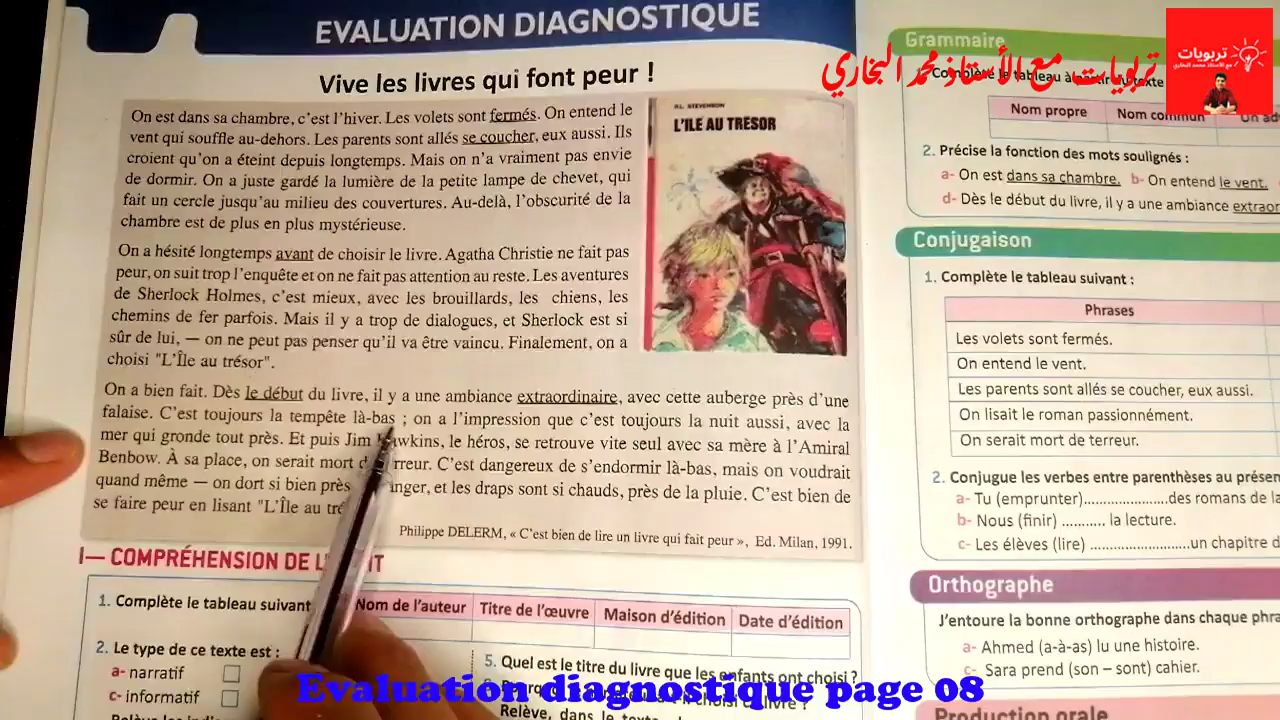 EVALUATION DIAGNOSTIQUE
Vive les livres qui font peur !
On est dans sa chambre, c'est l'hiver. Les volets sont fermés. On entend le
vent qui souffle au-dehors. Les parents sont allés se coucher, eux aussi. Ils
croient qu'on a éteint depuis longtemps. Mais on n'a vraiment pas envie
de dormir. On a juste gardé la lumière de la petite lampe de chevet, qui
fait un cercle jusqu'au milieu des couvertures. Au-delà, l'obscurité de la
chambre est de plus en plus mystérieuse.
On a hésité longtemps avant de choisir le livre. Agatha Christie ne fait pas
peur, on suit trop l'enquête et on ne fait pas attention au reste. Les aventures
de Sherlock Holmes, c'est mieux, avec les brouillards, les chiens, les
chemins de fer parfois. Mais il y a trop de dialogues, et Sherlock est si
sûr de lui, — on ne peut pas penser qu'il va être vaincu. Finalement, on a
choisi "L'Île au trésor".
On a bien fait. Dès le début du livre, il y a une ambiance extraordinaire, avec cette auberge près d'une
falaise. C'est toujours la tempête là-bas ; on a l'impression que c'est toujours la nuit aussi, avec la
mer qui gronde tout près. Et puis Jim wkins, le héros, se retrouve vite seul avec sa mère à l'Amiral
Benbow. À sa place, on serait mort rreur. C'est dangereux de s'endormir là-bas, mais on voudrait
quand même — on dort si bien près anger, et les draps sont si chauds, près de la pluie. C'est bien de
se faire peur en lisant "L'Île au tré
Philippe DELERM, « C'est bien de lire un livre qui fait peur », Ed. Milan, 1991.
R.L. STEVENSON
L'ILE AU TRESOR
I— COMPRÉHENSION DE L' IT
1. Complète le tableau suivant
Nom de l'auteur
Titre de l'œuvre
Maison d'édition
Date d'édition
2. Le type de ce texte est :
a- narratif
c- informatif
5. Quel est le titre du livre que les enfants ont choisi ?
Relève, dans le
Grammaire
Nom propre
Nom commun
2. Précise la fonction des mots soulignés :
a- On est dans sa chambre. b- On entend le vent.
d- Dès le début du livre, il y a une ambiance extraor
Conjugaison
1. Complète le tableau suivant :
Phrases
Les volets sont fermés.
On entend le vent.
Les parents sont allés se coucher, eux aussi.
On lisait le roman passionnément.
On serait mort de terreur.
2. Conjugue les verbes entre parenthèses au présen
a- Tu (emprunter).....................des romans de la
b- Nous (finir) ........... la lecture.
c- Les élèves (lire) .........................un chapitre d
Orthographe
J'entoure la bonne orthographe dans chaque phra
a- Ahmed (a-à-as) lu une histoire.
c- Sara prend (son – sont) cahier.
Production orale
تربويات مع الأستاذ محمد البخاري
تربويات
مع الأستاذ محمد البخاري
Evaluation diagnostique page 08